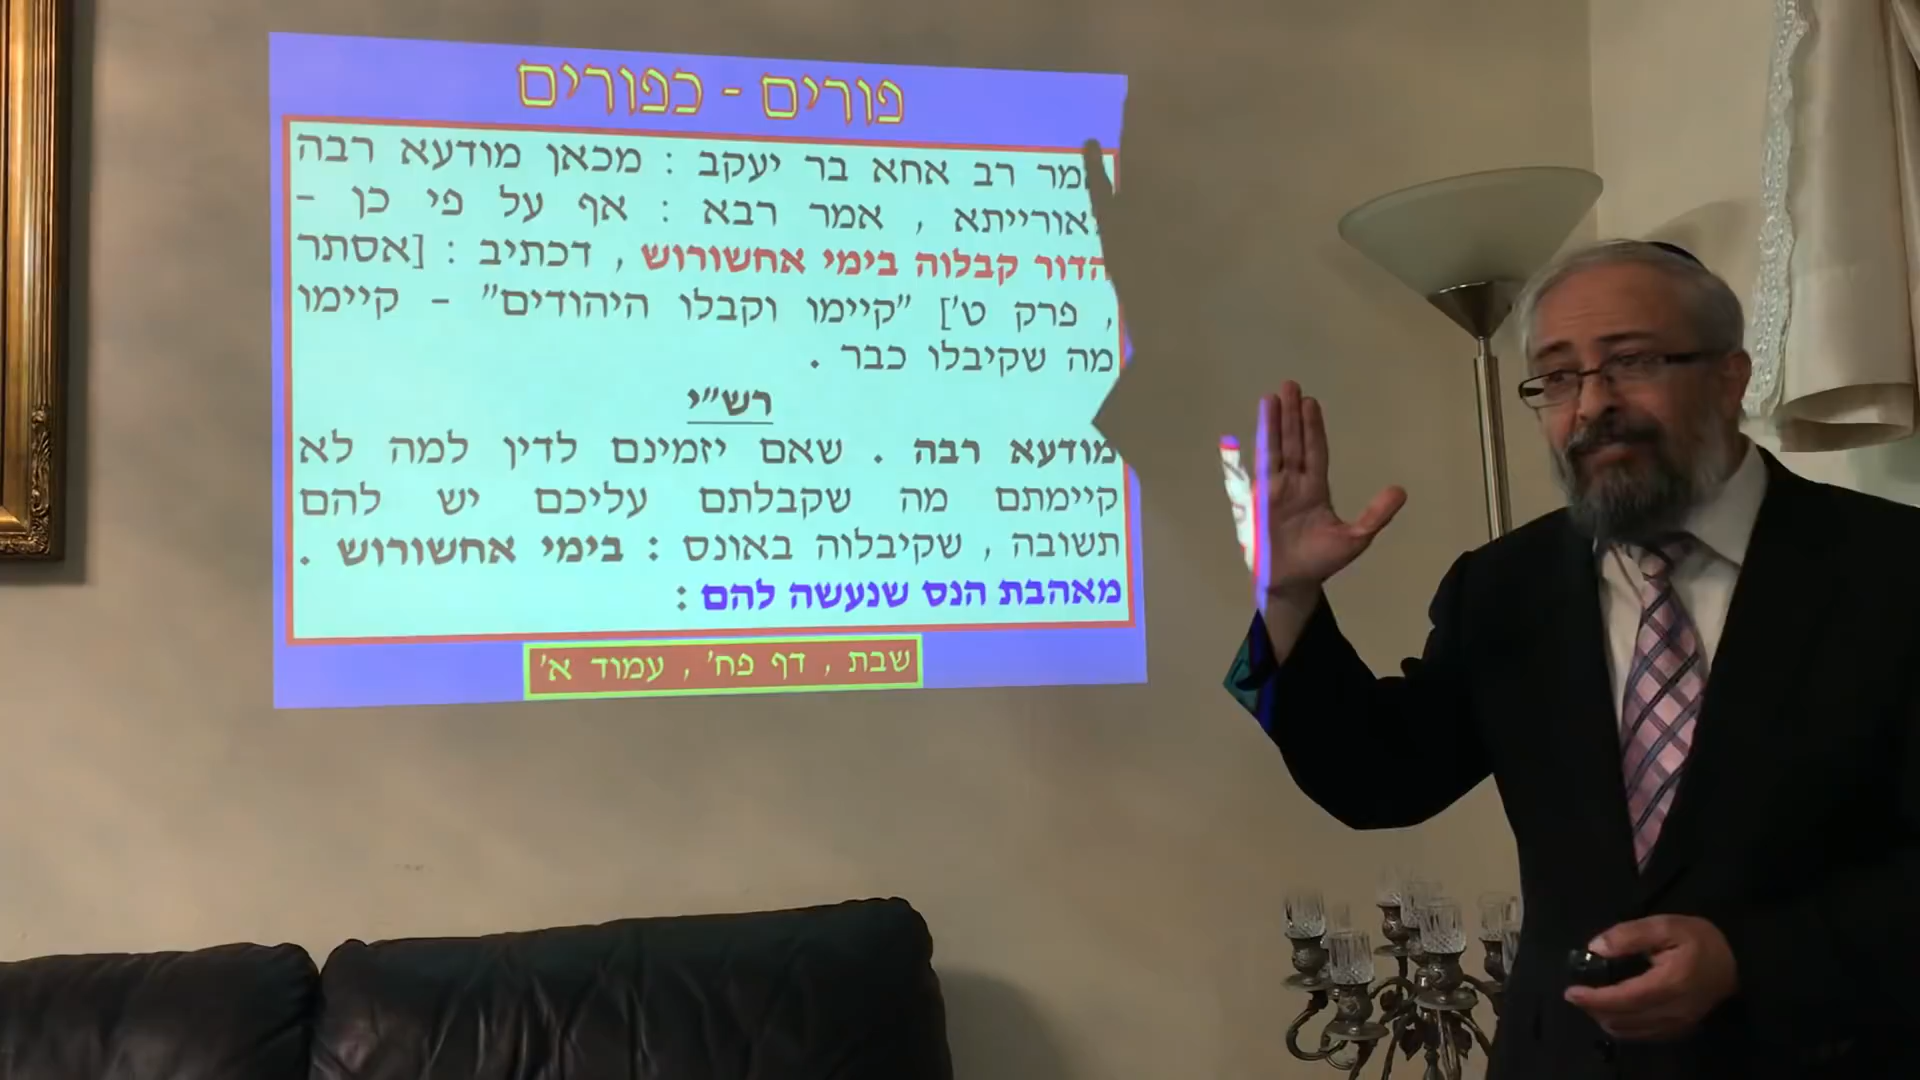 פורים - כפורים
אמר רב אחא בר יעקב : מכאן מודעא רבה
לאורייתא , אמר רבא : אף על פי כן -
הדור קבלוה בימי אחשורוש , דכתיב : [אסתר
, פרק ט'] "קיימו וקבלו היהודים" - קיימו
מה שקיבלו כבר .
רש"י
מודעא רבה . שאם יזמינם לדין למה לא
קיימתם מה שקבלתם עליכם יש להם
תשובה , שקיבלוה באונס : בימי אחשורוש .
מאהבת הנס שנעשה להם :
שבת , דף פח' , עמוד א'